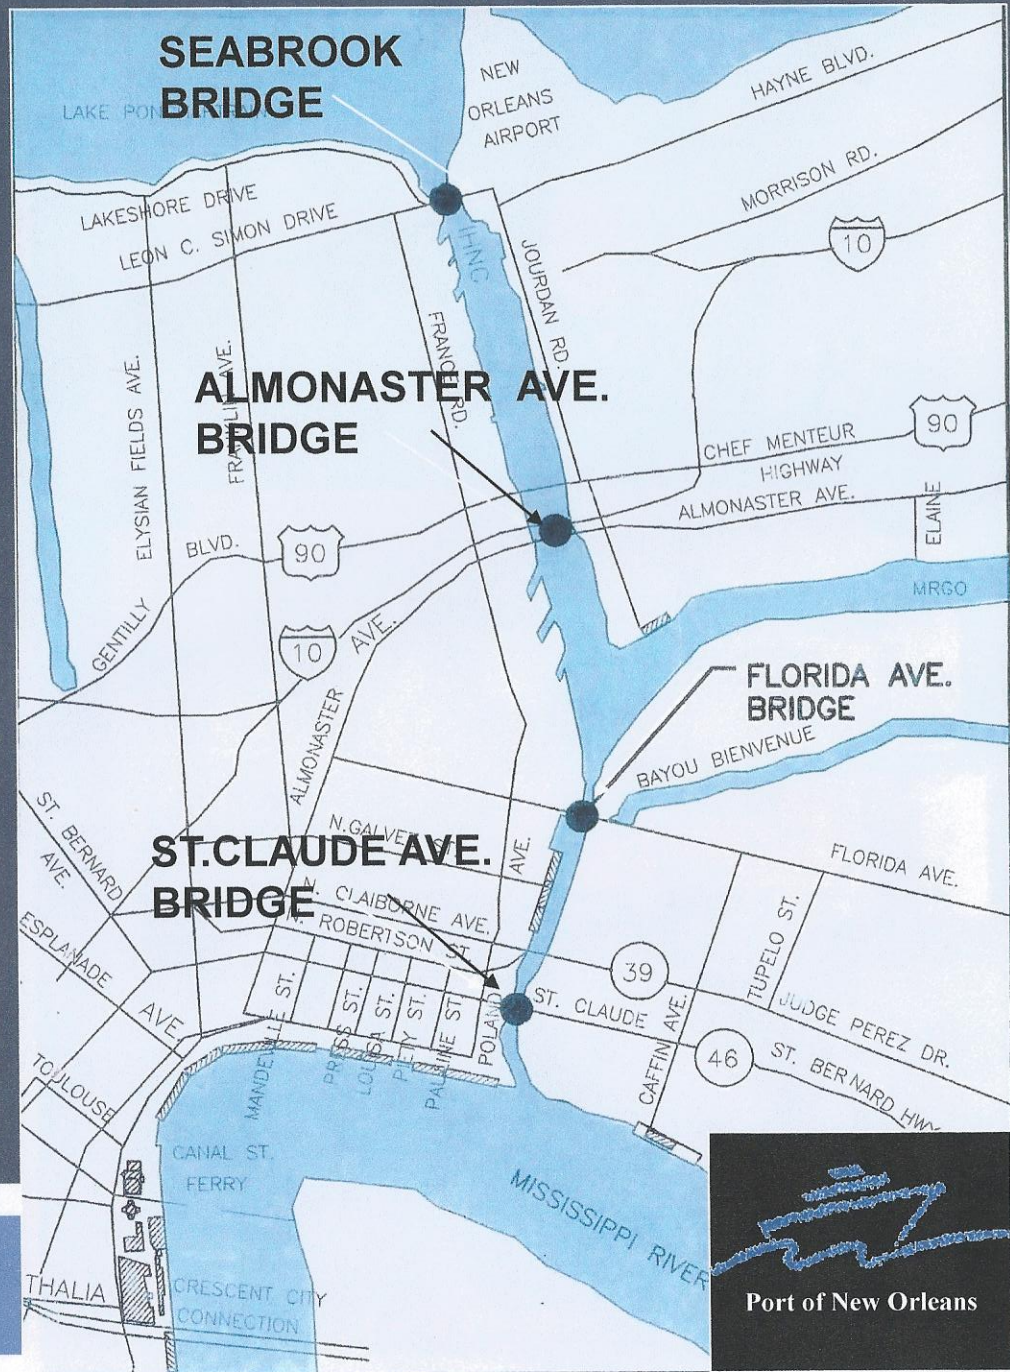 SEABROOK
BRIDGE
LAKE PONTCHARTRAIN
NEW
ORLEANS
AIRPORT
HAYNE BLVD.
MORRISON RD.
10
LAKESHORE DRIVE
LEON C. SIMON DRIVE
IHNC
JOURDAN RD.
FRANCE RD.
ELYSIAN FIELDS AVE.
FRANKLIN AVE.
ALMONASTER AVE.
BRIDGE
90
CHEF MENTEUR
HIGHWAY
ALMONASTER AVE.
ELAINE
GENTILLY
BLVD.
90
10
ALMONASTER
AVE.
MRGO
FLORIDA AVE.
BRIDGE
BAYOU BIENVENUE
ST. BERNARD
AVE.
N. GALVEZ ST.
ST.CLAUDE AVE.
BRIDGE
AVE.
FLORIDA AVE.
N. CLAIBORNE AVE.
N. ROBERTSON ST.
ESPLANADE
AVE.
39
TUPELO ST.
JUDGE PEREZ DR.
ST. CLAUDE
46
ST. BERNARD HWY
CAFFIN AVE.
MANDEVILLE ST.
PRESS ST.
LOUISA ST.
PIETY ST.
PAULINE ST.
POLAND
TOULOUSE
CANAL ST.
FERRY
MISSISSIPPI RIVER
THALIA
CRESCENT CITY
CONNECTION
Port of New Orleans